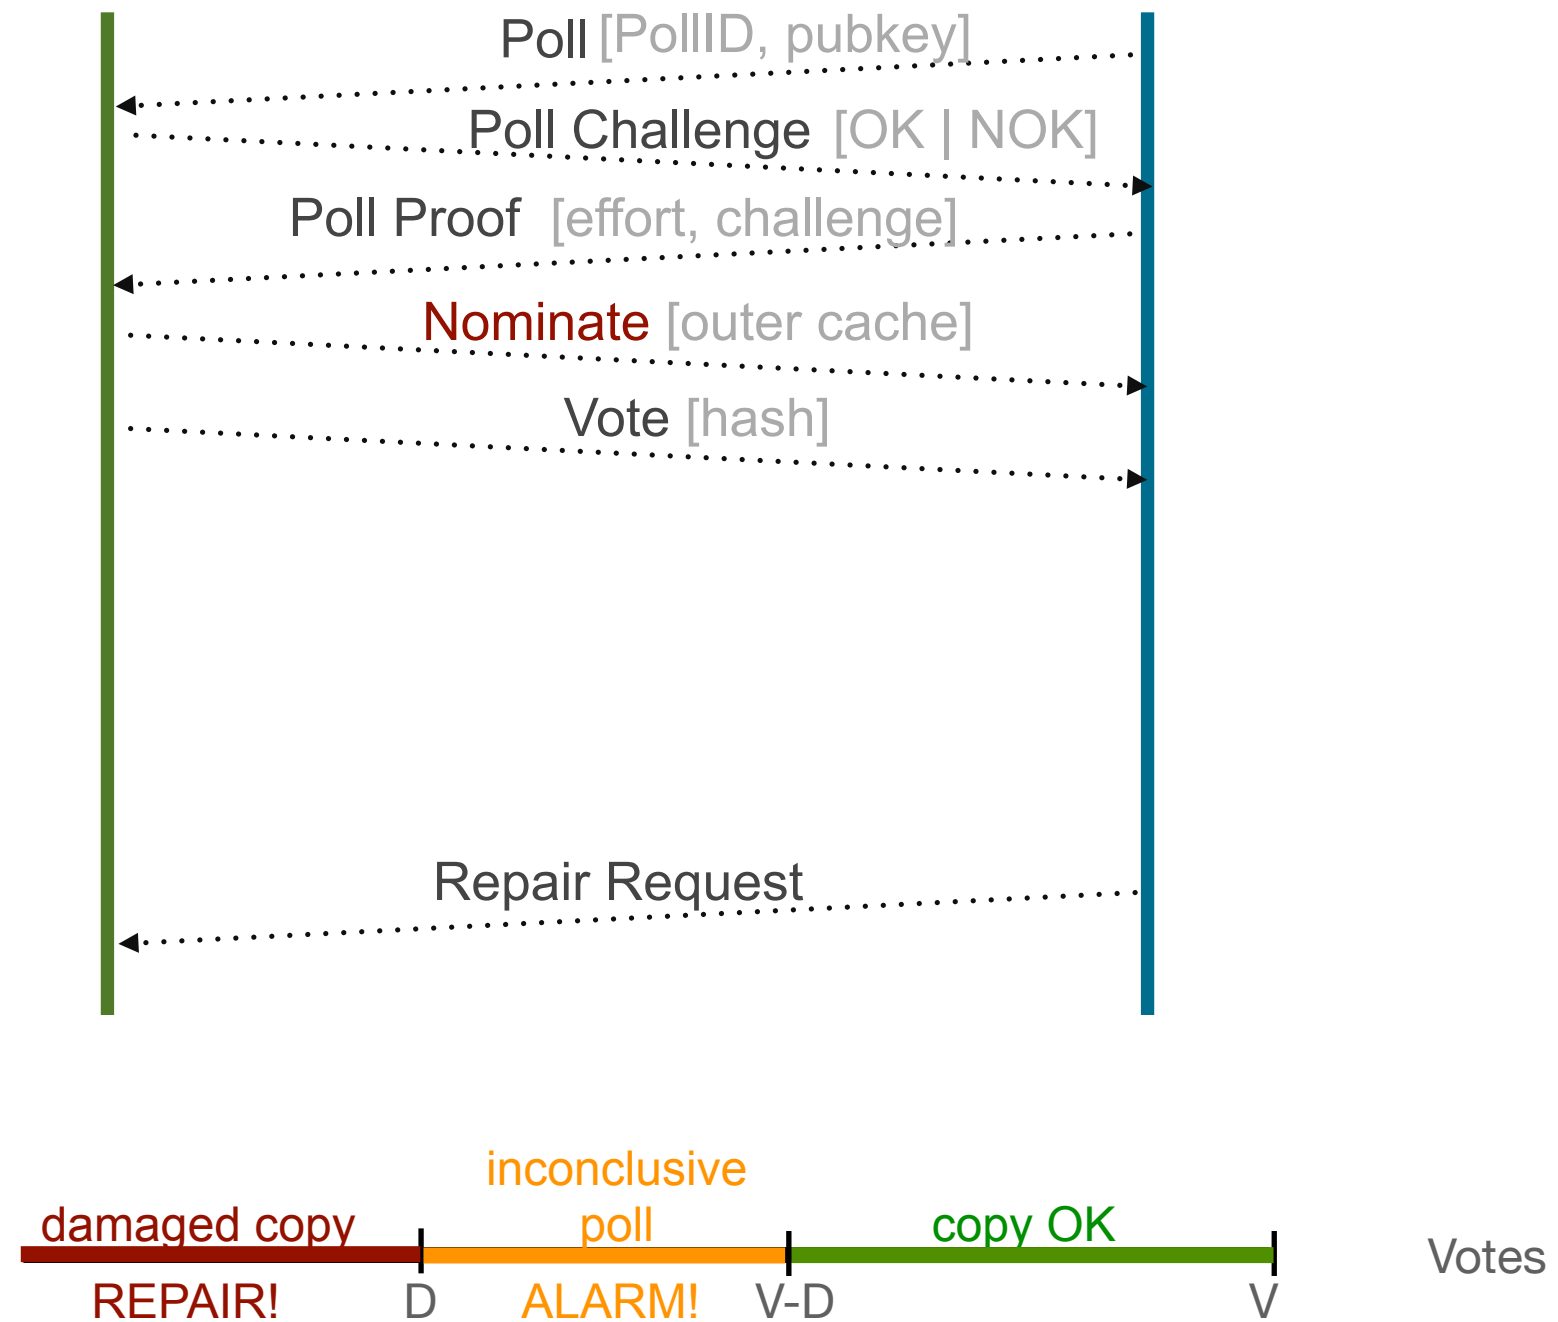 Poll [PollID, pubkey]
Poll Challenge [OK | NOK]
Poll Proof [effort, challenge]
Nominate [outer cache]
Vote [hash]
Repair Request
inconclusive
damaged copy poll copy OK
Votes
REPAIR! D ALARM! V-D V